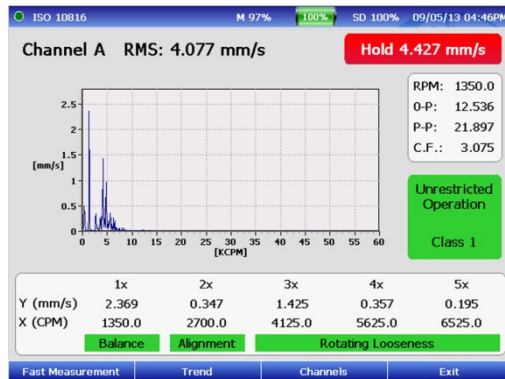 ISO 10816 M 97% 100% SD 100% 09/05/13 04:46PM
Channel A RMS: 4.077 mm/s Hold 4.427 mm/s
RPM: 1350.0
0-P: 12.536
P-P: 21.897
C.F.: 3.075
2.5
2
1.5
[mm/s]
1
0.5
0
0 5 10 15 20 25 30 35 40 45 50 55 60
[KCPM]
Unrestricted
Operation
Class 1
1x 2x 3x 4x 5x
Y (mm/s) 2.369 0.347 1.425 0.357 0.195
X (CPM) 1350.0 2700.0 4125.0 5625.0 6525.0
Balance Alignment Rotating Looseness
Fast Measurement Trend Channels Exit